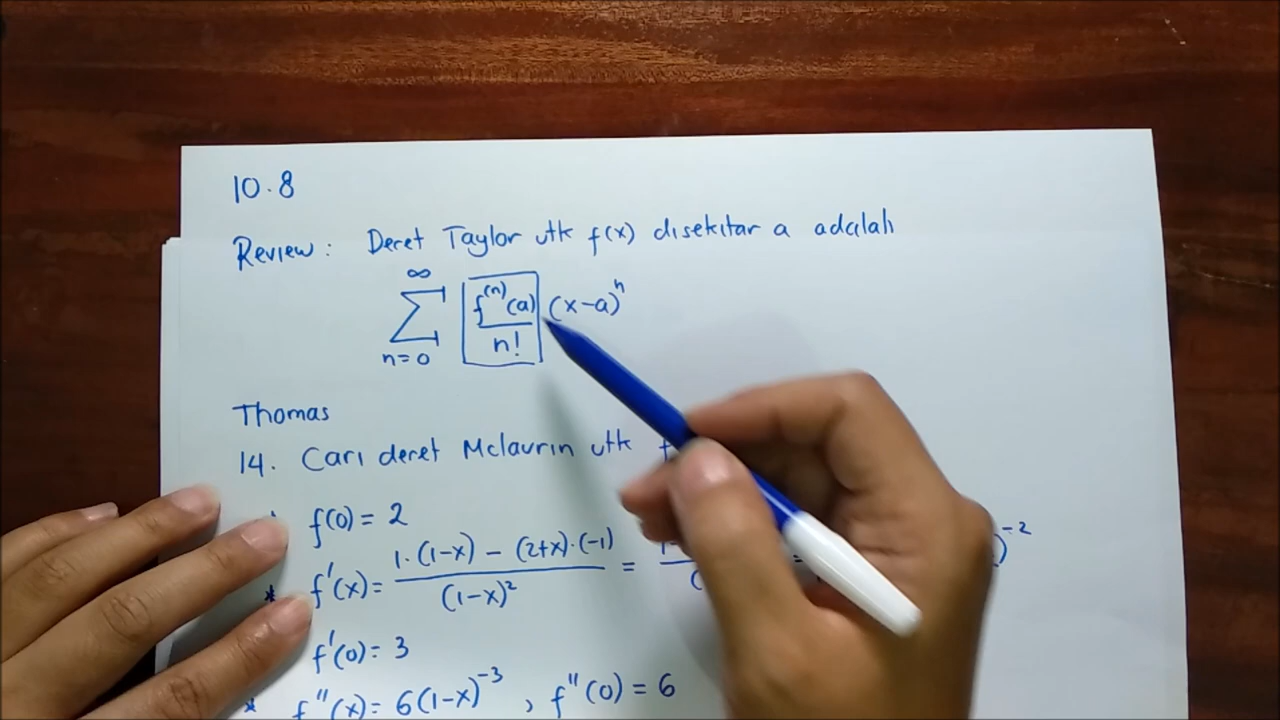 10.8
Review: Deret Taylor utk f(x) disekitar a adalah
∞
∑ f⁽ⁿ⁾(a)/n! (x-a)ⁿ
n=0
Thomas
14. Cari deret Mclaurin utk f
f(0) = 2
* f'(x) = 1·(1-x) - (2+x)·(-1) / (1-x)² = = )⁻²
f'(0) = 3
* f''(x) = 6(1-x)⁻³ , f''(0) = 6